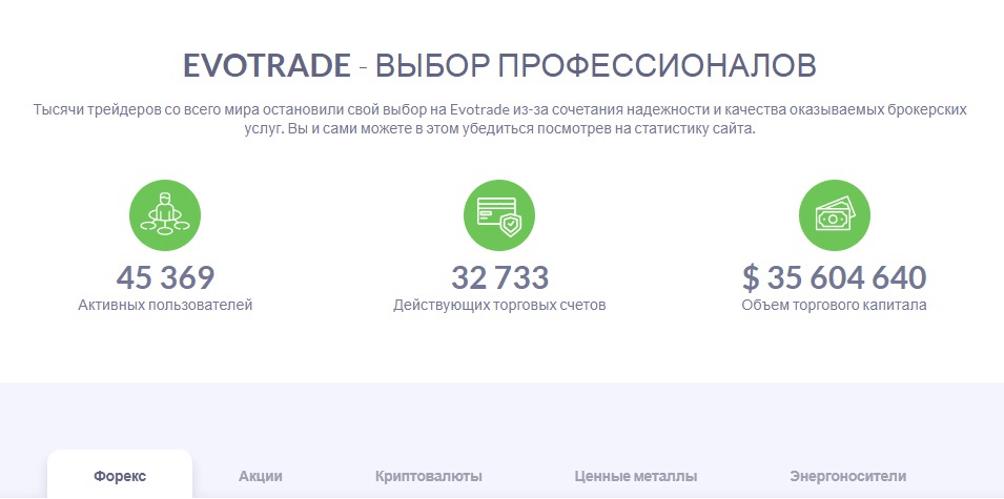 EVOTRADE - ВЫБОР ПРОФЕССИОНАЛОВ
Тысячи трейдеров со всего мира остановили свой выбор на Evotrade из-за сочетания надежности и качества оказываемых брокерских
услуг. Вы и сами можете в этом убедиться посмотрев на статистику сайта.
45 369 32 733 $ 35 604 640
Активных пользователей Действующих торговых счетов Объем торгового капитала
Форекс Акции Криптовалюты Ценные металлы Энергоносители